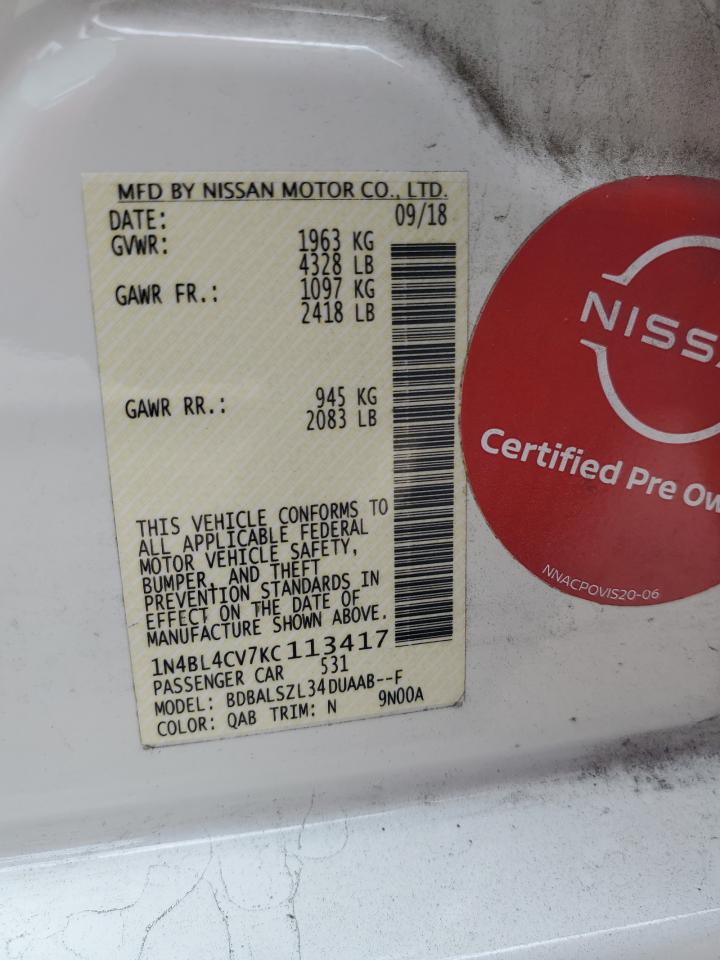 MFD BY NISSAN MOTOR CO., LTD.
DATE: 09/18
GVWR: 1963 KG
4328 LB
GAWR FR.: 1097 KG
2418 LB
GAWR RR.: 945 KG
2083 LB
THIS VEHICLE CONFORMS TO
ALL APPLICABLE FEDERAL
MOTOR VEHICLE SAFETY,
BUMPER, AND THEFT
PREVENTION STANDARDS IN
EFFECT ON THE DATE OF
MANUFACTURE SHOWN ABOVE.
1N4BL4CV7KC113417
PASSENGER CAR 531
MODEL: BDBALSZL34DUAAB--F
COLOR: QAB TRIM: N 9N00A
NISSA
Certified Pre Ow
NNACPOVIS20-06